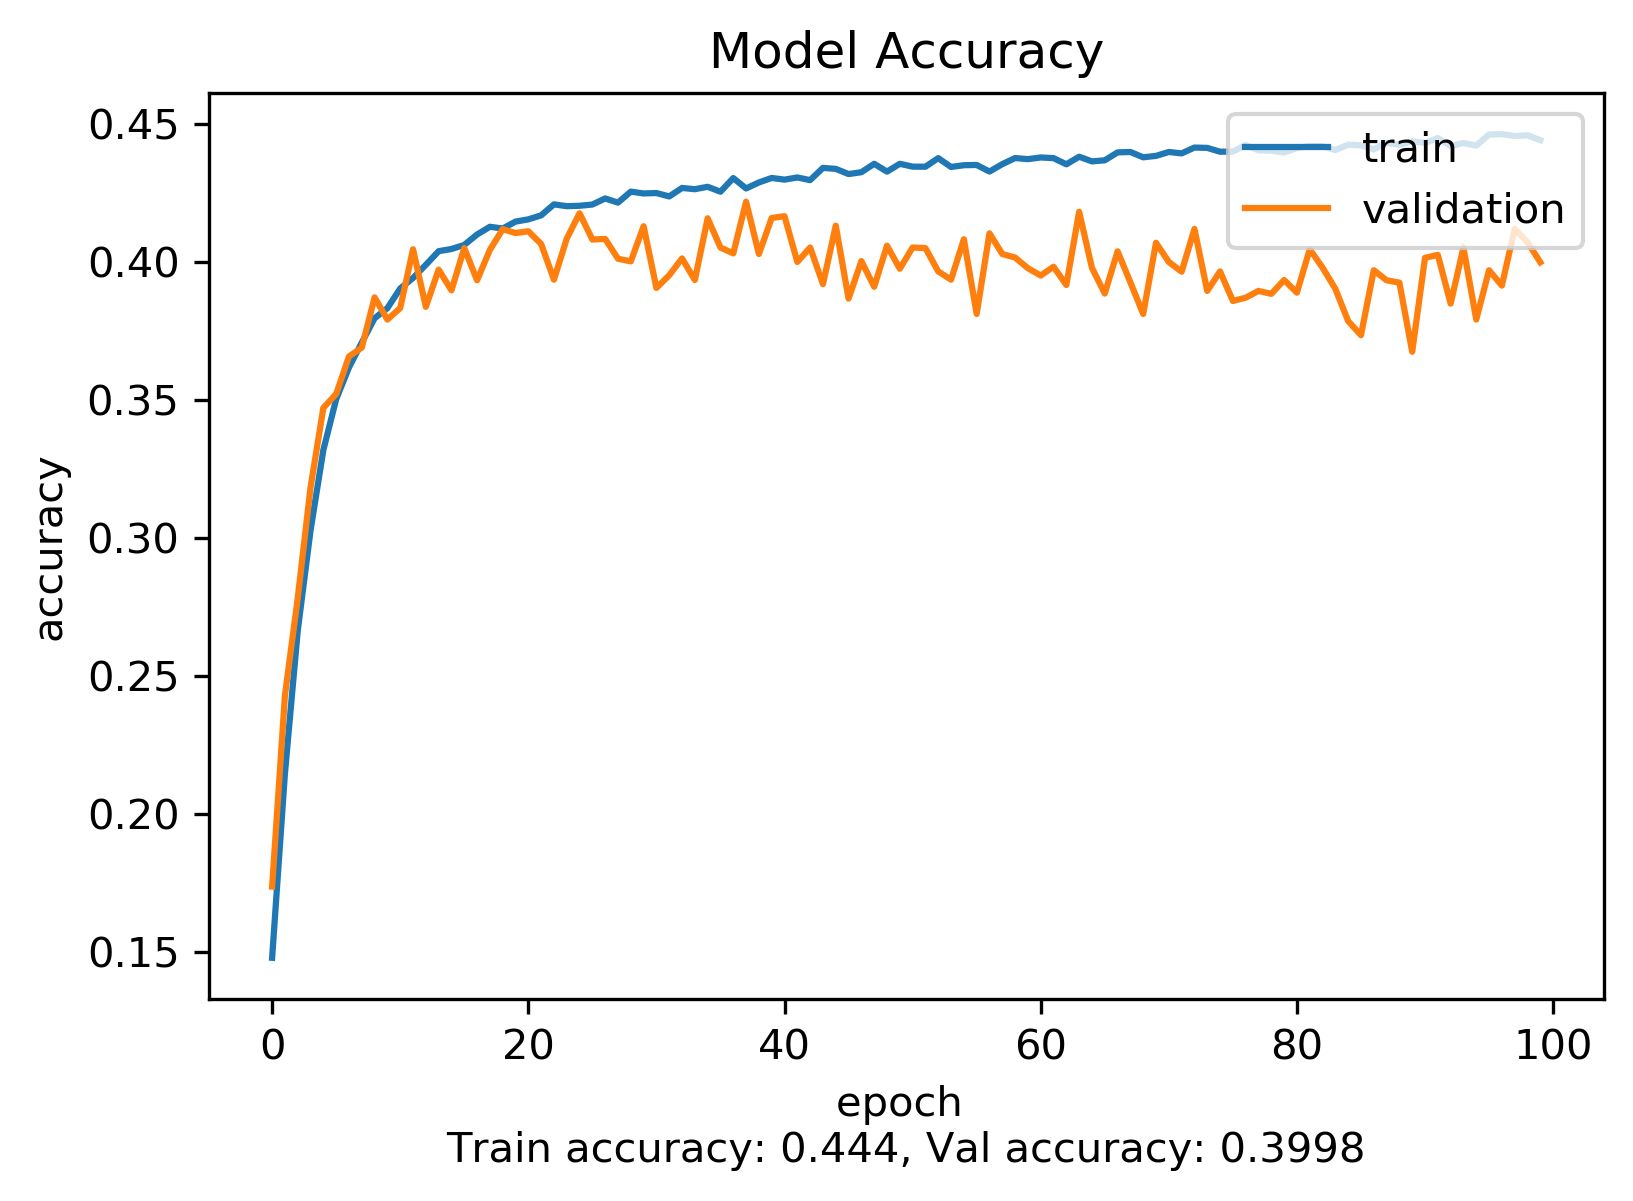 Model Accuracy
0.45
0.40
0.35
0.30
0.25
0.20
0.15
accuracy
train
validation
0 20 40 60 80 100
epoch
Train accuracy: 0.444, Val accuracy: 0.3998